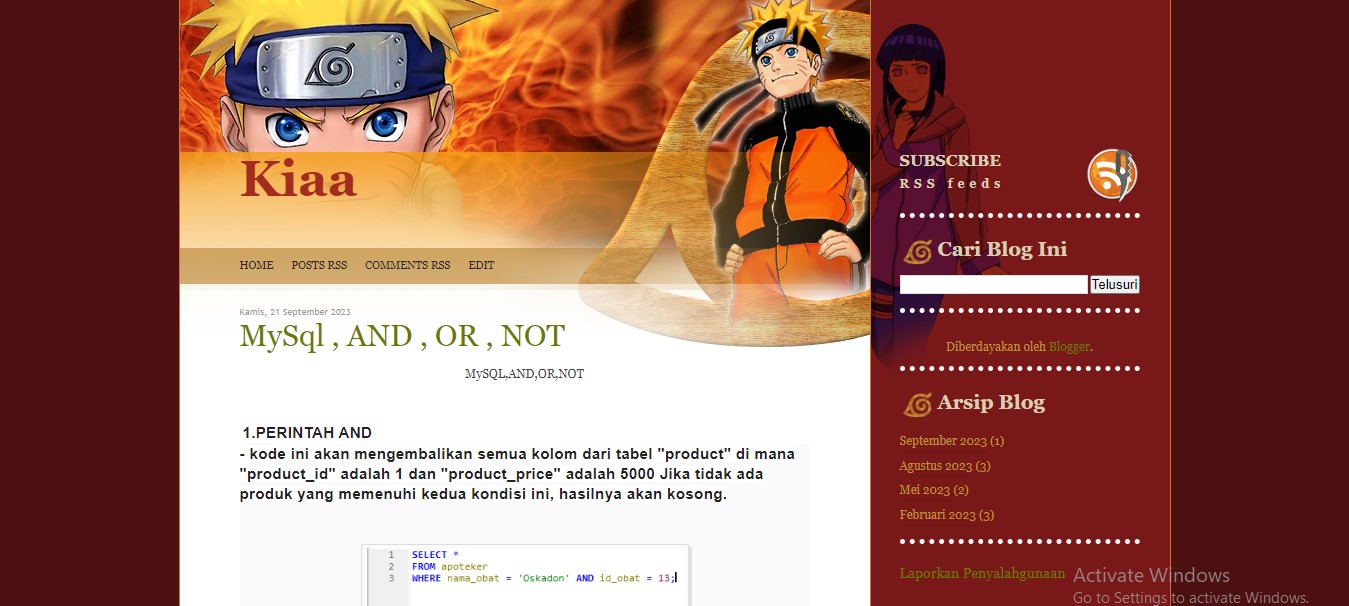 Kiaa
HOME POSTS RSS COMMENTS RSS EDIT
Kamis, 21 September 2023
MySql , AND , OR , NOT
MySQL,AND,OR,NOT
1.PERINTAH AND
- kode ini akan mengembalikan semua kolom dari tabel "product" di mana
"product_id" adalah 1 dan "product_price" adalah 5000 Jika tidak ada
produk yang memenuhi kedua kondisi ini, hasilnya akan kosong.
1 SELECT *
2 FROM apoteker
3 WHERE nama_obat = 'Oskadon' AND id_obat = 13;
SUBSCRIBE
RSS feeds
Cari Blog Ini
Telusuri
Diberdayakan oleh Blogger.
Arsip Blog
September 2023 (1)
Agustus 2023 (3)
Mei 2023 (2)
Februari 2023 (3)
Laporkan Penyalahgunaan
Activate Windows
Go to Settings to activate Windows.